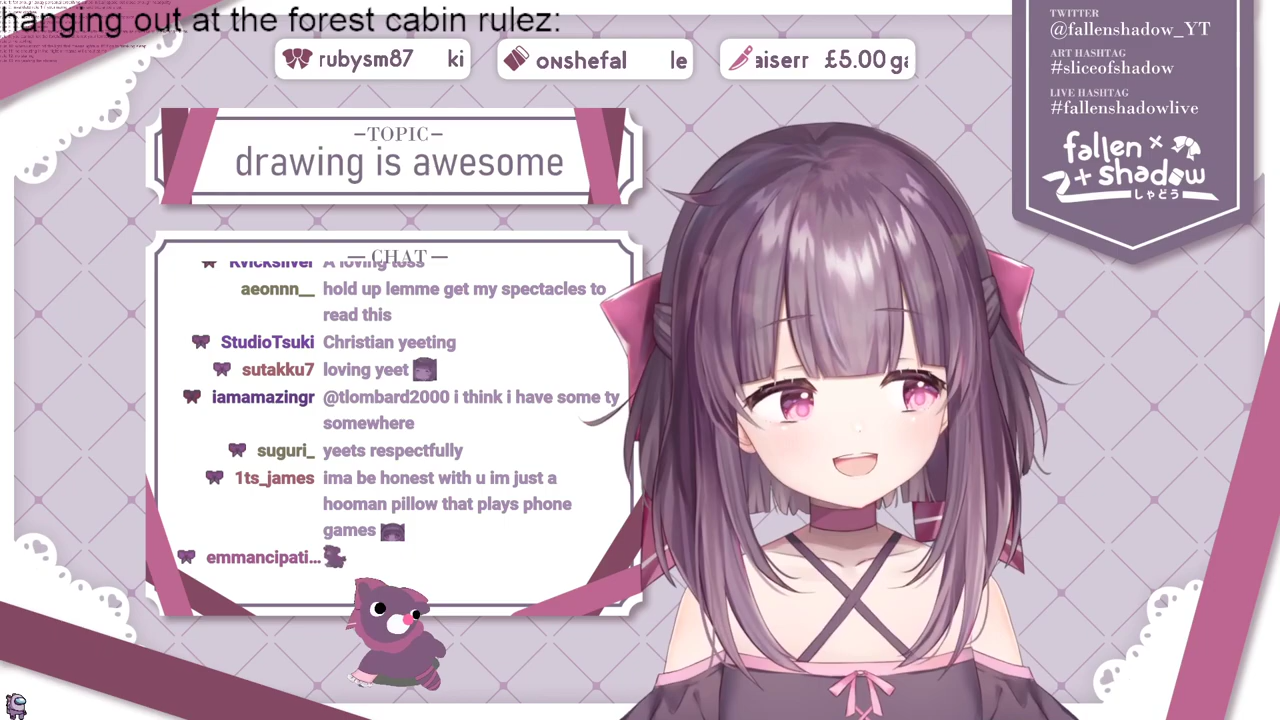 hanging out at the forest cabin rulez:
rubysm87 ki
onshefal le
aiserr £5.00 ga
TWITTER
@fallenshadow_YT
ART HASHTAG
#sliceofshadow
LIVE HASHTAG
#fallenshadowlive
fallen
shadow
しゃどう
–TOPIC–
drawing is awesome
— CHAT —
Kvicksilver A loving toss
aeonnn__ hold up lemme get my spectacles to
read this
StudioTsuki Christian yeeting
sutakku7 loving yeet
iamamazingr @tlombard2000 i think i have some ty
somewhere
suguri_ yeets respectfully
1ts_james ima be honest with u im just a
hooman pillow that plays phone
games
emmancipati...